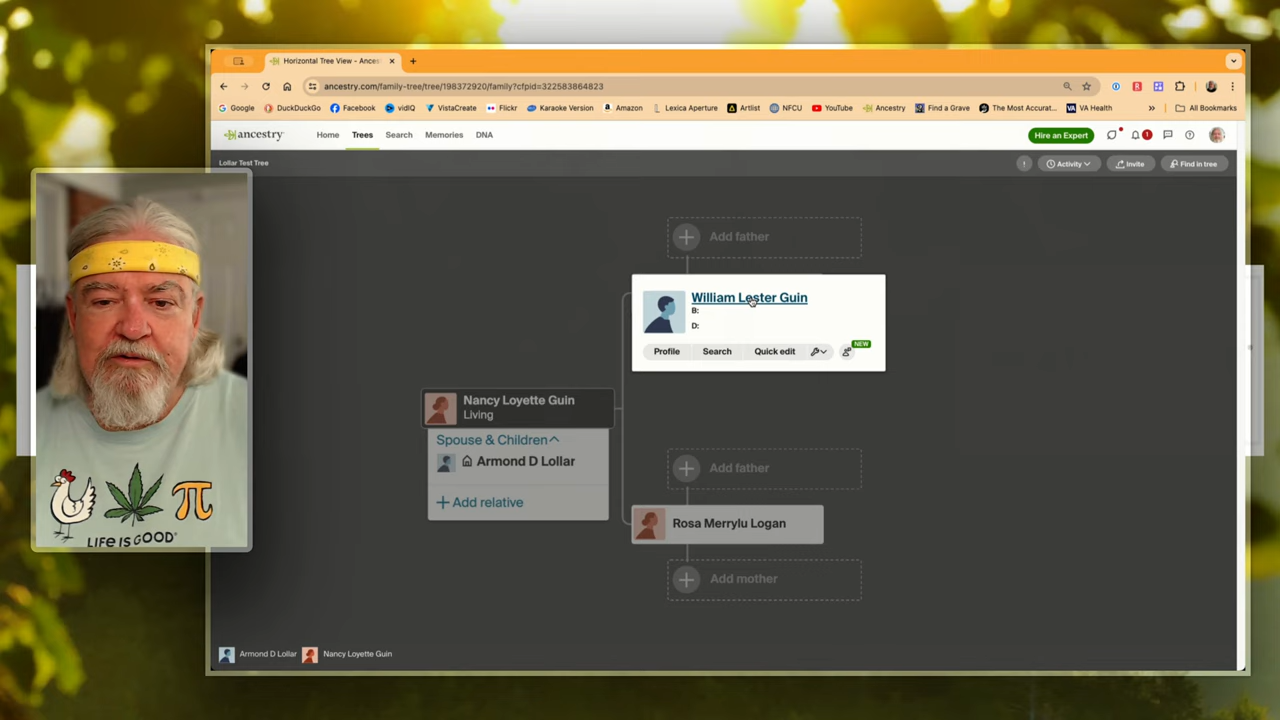 Horizontal Tree View - Ances
ancestry.com/family-tree/tree/198372920/family?cfpid=322583864823
Google DuckDuckGo Facebook vidIQ VistaCreate Flickr Karaoke Version Amazon Lexica Aperture Artlist NFCU YouTube Ancestry Find a Grave The Most Accurat... VA Health » All Bookmarks
ancestry Home Trees Search Memories DNA Hire an Expert 1
Lollar Test Tree Activity Invite Find in tree
Add father
William Lester Guin
B:
D:
NEW
Profile Search Quick edit
Nancy Loyette Guin
Living
Spouse & Children
Armond D Lollar
Add relative
Add father
Rosa Merrylu Logan
Add mother
LIFE IS GOOD
Armond D Lollar Nancy Loyette Guin